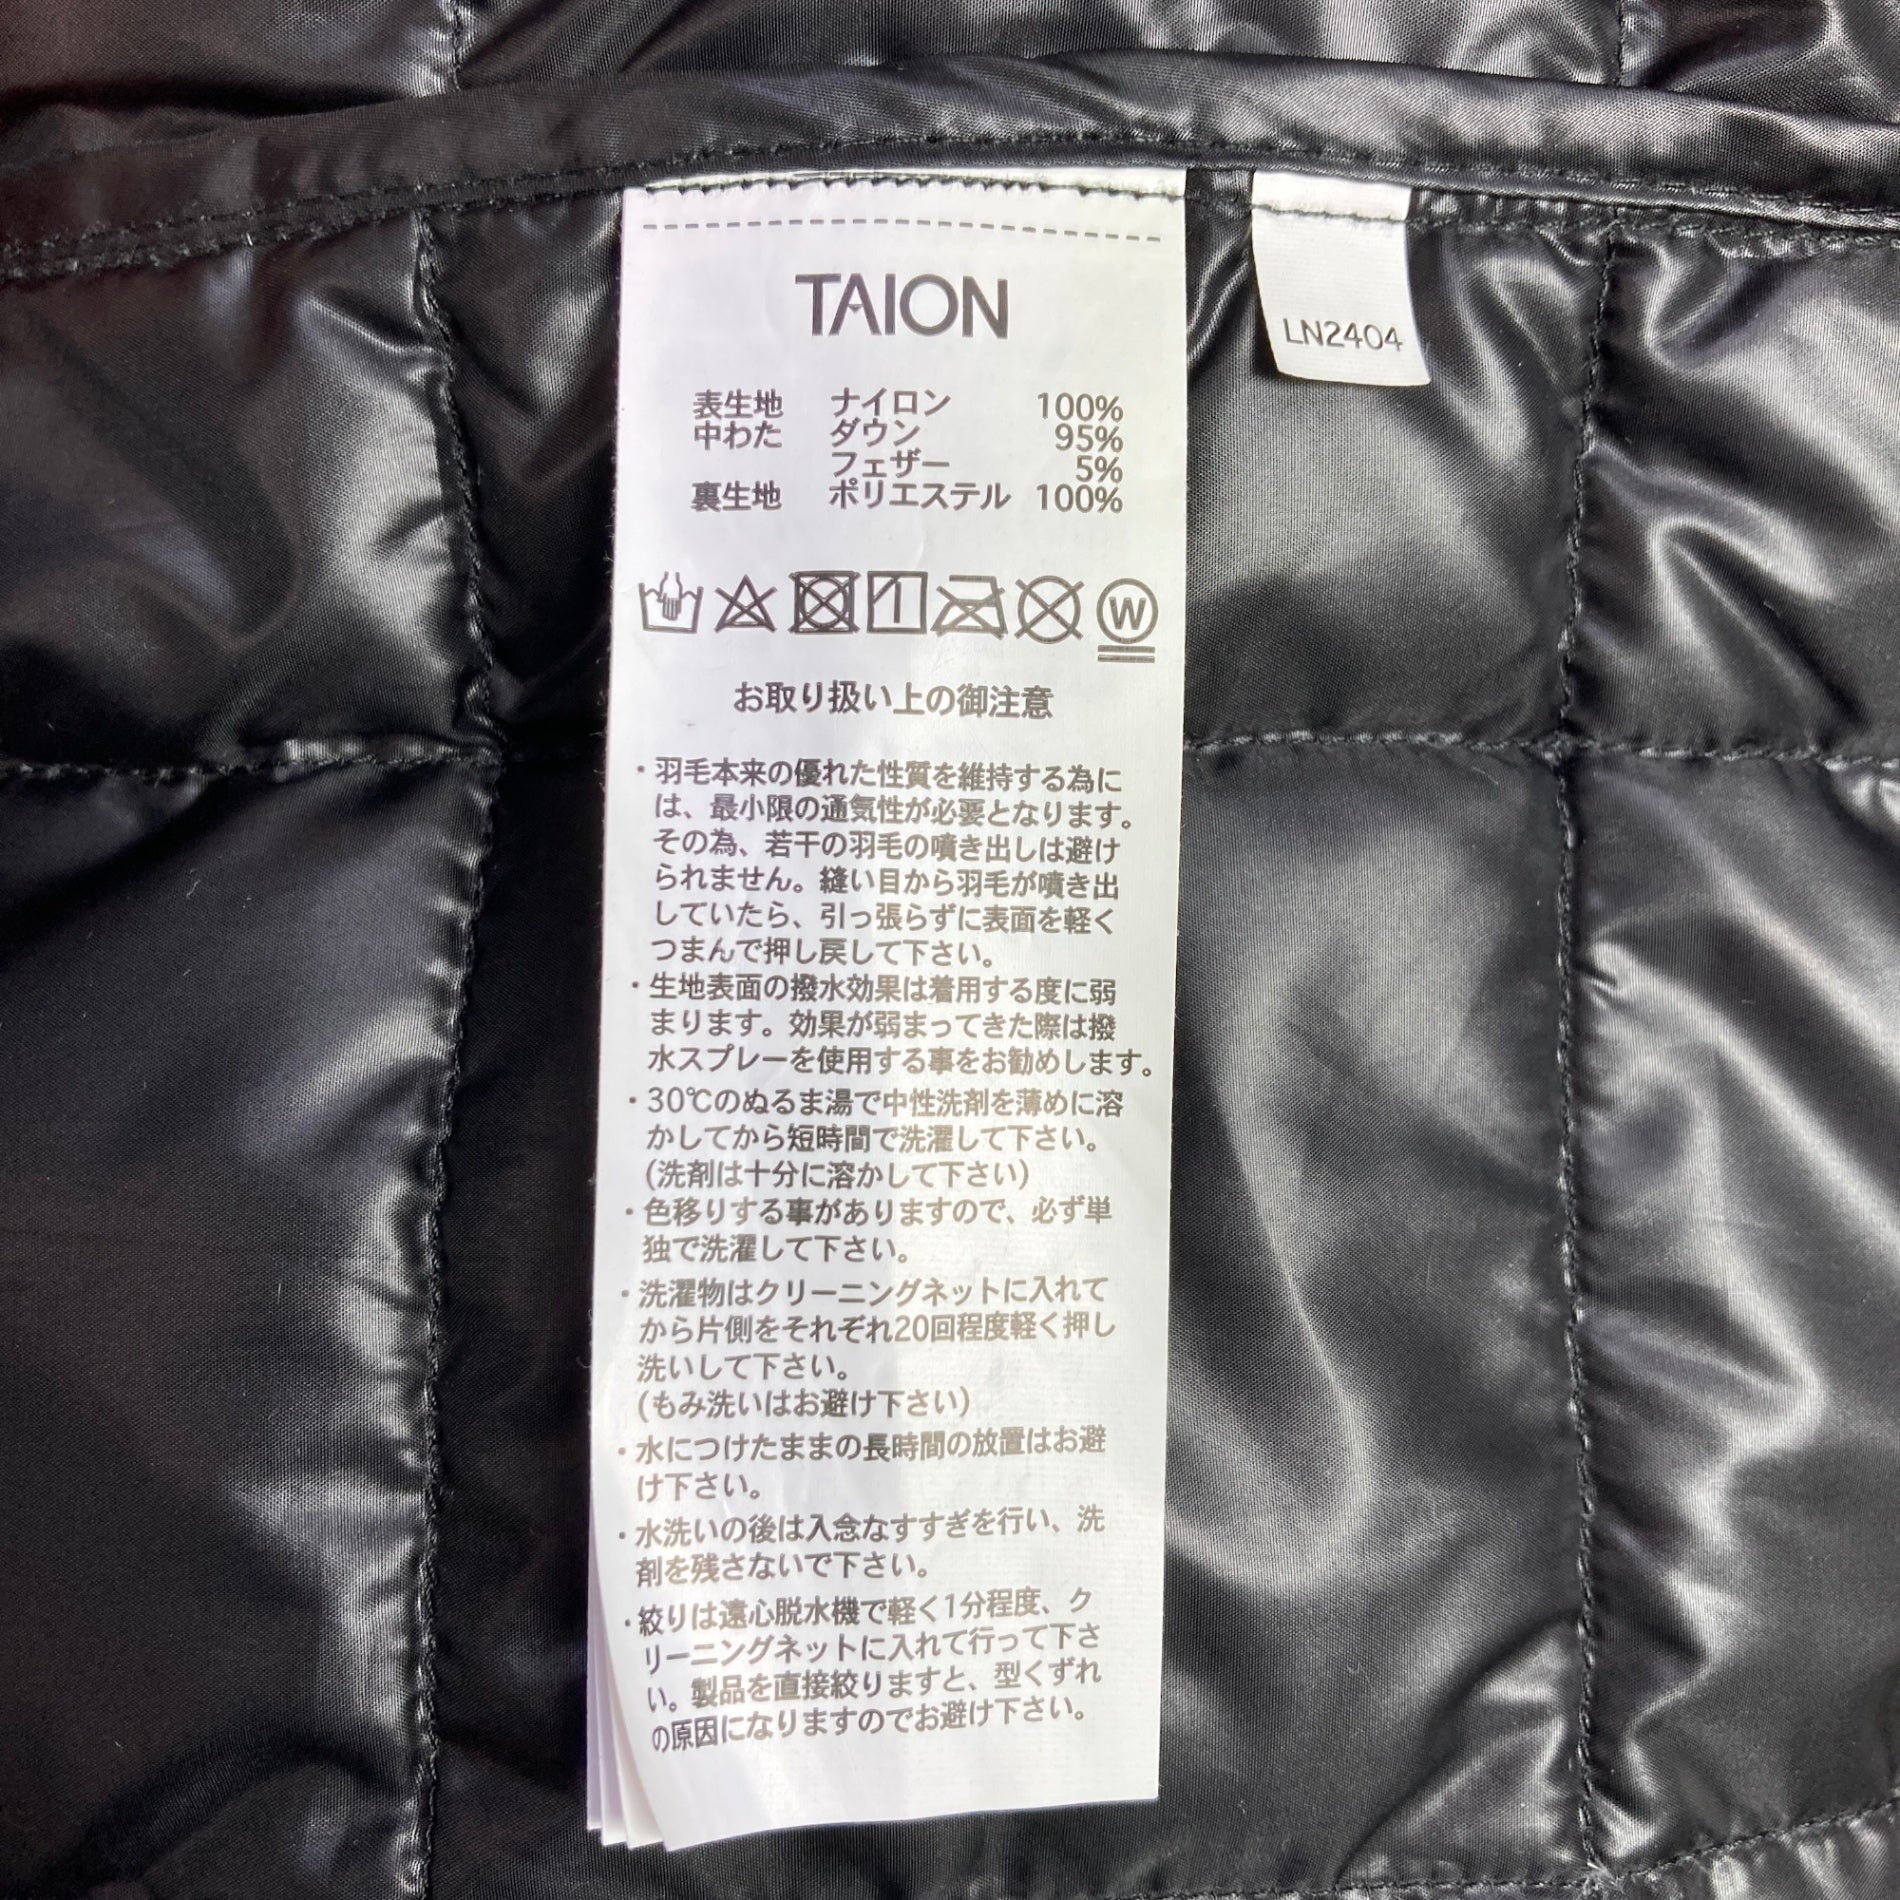 TAION
LN2404
表生地 ナイロン 100%
中わた ダウン 95%
フェザー 5%
裏生地 ポリエステル 100%
W
お取り扱い上の御注意
・羽毛本来の優れた性質を維持する為に
は、最小限の通気性が必要となります。
その為、若干の羽毛の噴き出しは避け
られません。縫い目から羽毛が噴き出
していたら、引っ張らずに表面を軽く
つまんで押し戻して下さい。
・生地表面の撥水効果は着用する度に弱
まります。効果が弱まってきた際は撥
水スプレーを使用する事をお勧めします。
・30℃のぬるま湯で中性洗剤を薄めに溶
かしてから短時間で洗濯して下さい。
(洗剤は十分に溶かして下さい)
・色移りする事がありますので、必ず単
独で洗濯して下さい。
・洗濯物はクリーニングネットに入れて
から片側をそれぞれ20回程度軽く押し
洗いして下さい。
(もみ洗いはお避け下さい)
・水につけたままの長時間の放置はお避
け下さい。
・水洗いの後は入念なすすぎを行い、洗
剤を残さないで下さい。
・絞りは遠心脱水機で軽く1分程度、ク
リーニングネットに入れて行って下さ
い。製品を直接絞りますと、型くずれ
の原因になりますのでお避け下さい。